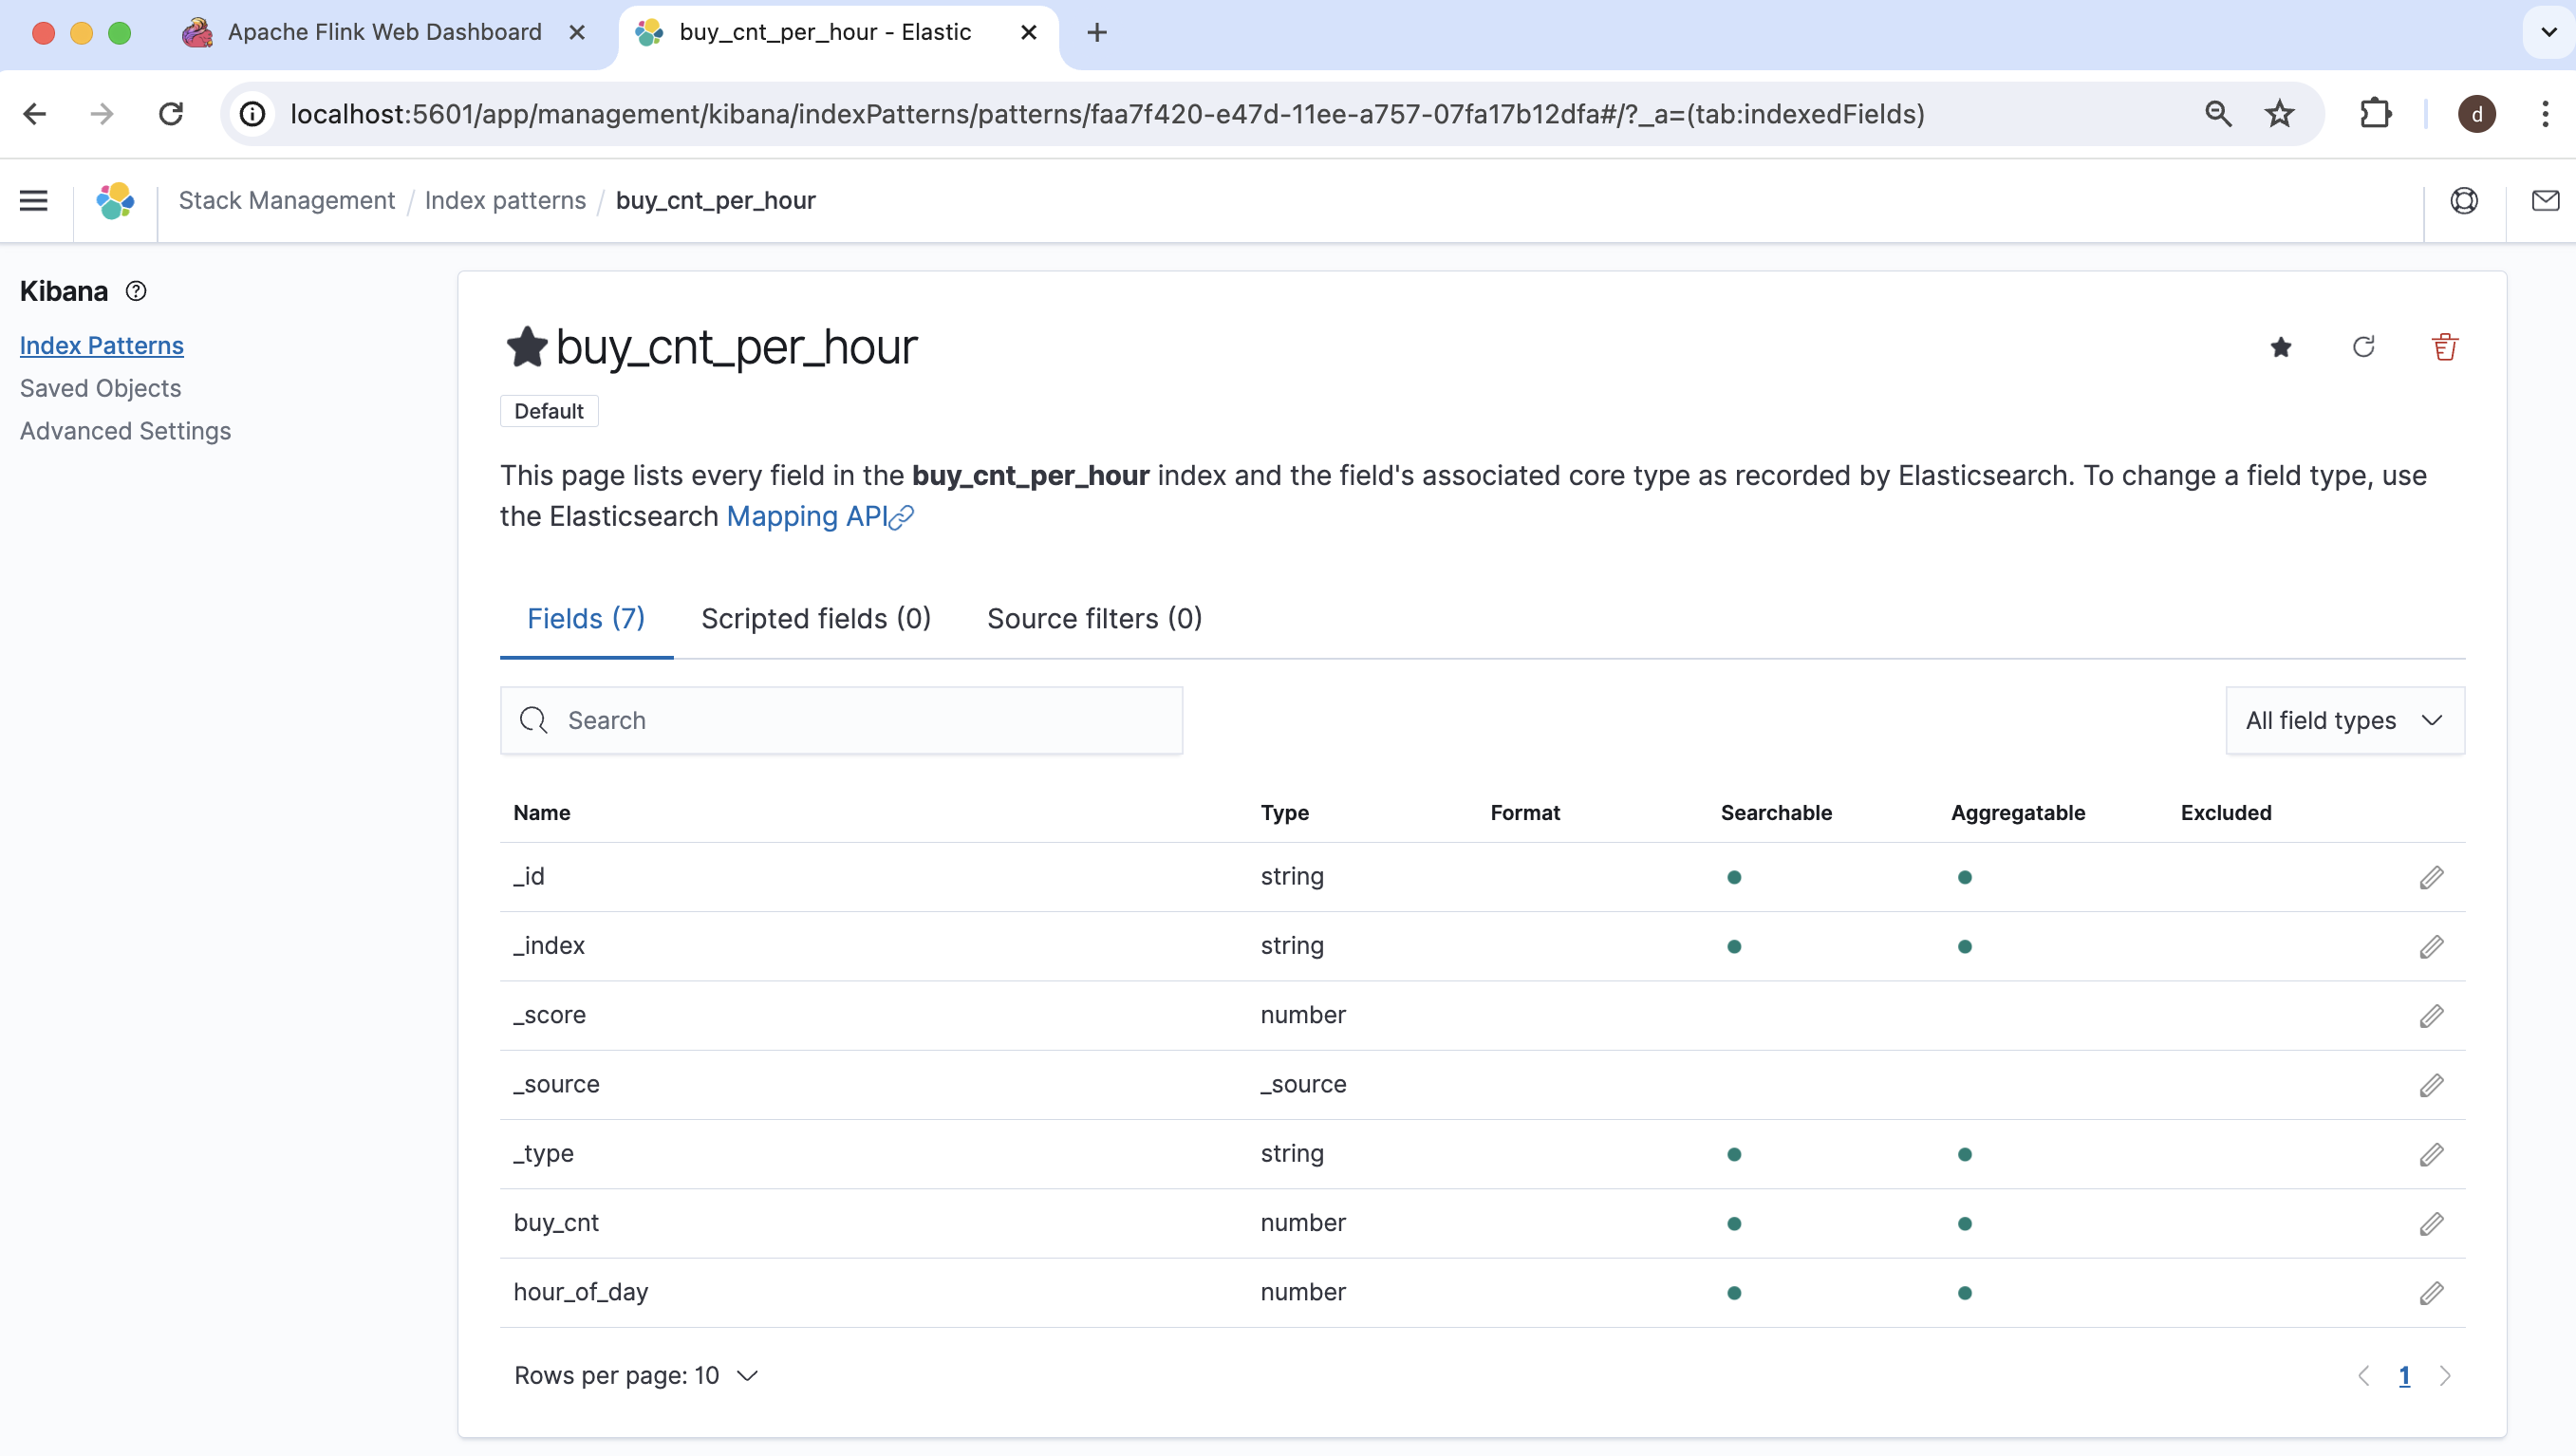 Apache Flink Web Dashboard
buy_cnt_per_hour - Elastic
localhost:5601/app/management/kibana/indexPatterns/patterns/faa7f420-e47d-11ee-a757-07fa17b12dfa#/?_a=(tab:indexedFields)
d
Stack Management / Index patterns / buy_cnt_per_hour
Kibana
Index Patterns
Saved Objects
Advanced Settings
buy_cnt_per_hour
Default
This page lists every field in the buy_cnt_per_hour index and the field's associated core type as recorded by Elasticsearch. To change a field type, use
the Elasticsearch Mapping API
Fields (7) Scripted fields (0) Source filters (0)
Search
All field types
Name Type Format Searchable Aggregatable Excluded
_id string
_index string
_score number
_source _source
_type string
buy_cnt number
hour_of_day number
Rows per page: 10
1